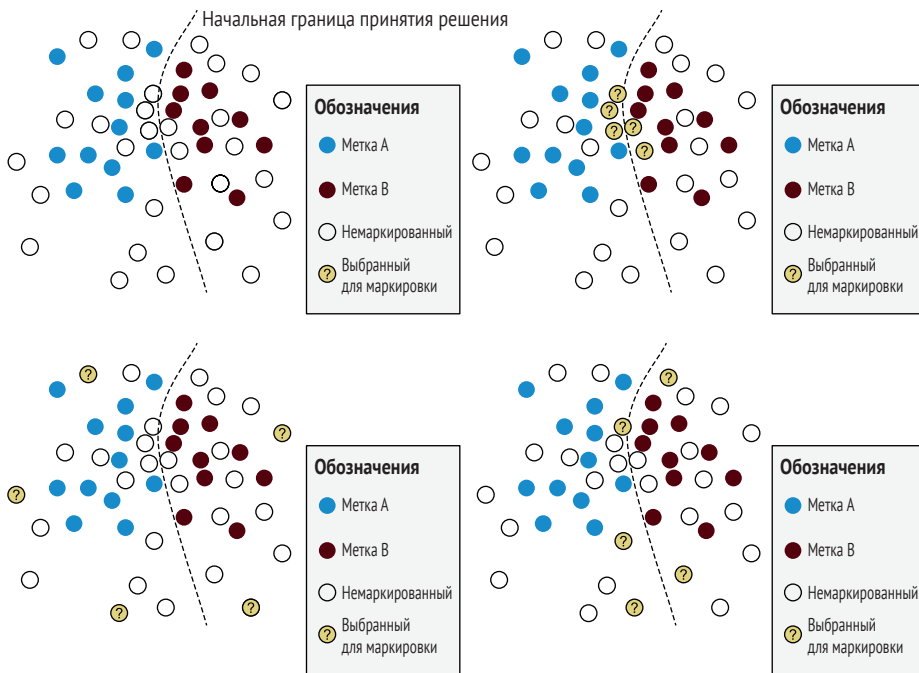 Начальная граница принятия решения
Обозначения
Метка A
Метка B
Немаркированный
? Выбранный
для маркировки
? ? ? ? ?
Обозначения
Метка A
Метка B
Немаркированный
? Выбранный
для маркировки
? ? ? ? ?
Обозначения
Метка A
Метка B
Немаркированный
? Выбранный
для маркировки
? ? ? ? ?
Обозначения
Метка A
Метка B
Немаркированный
? Выбранный
для маркировки